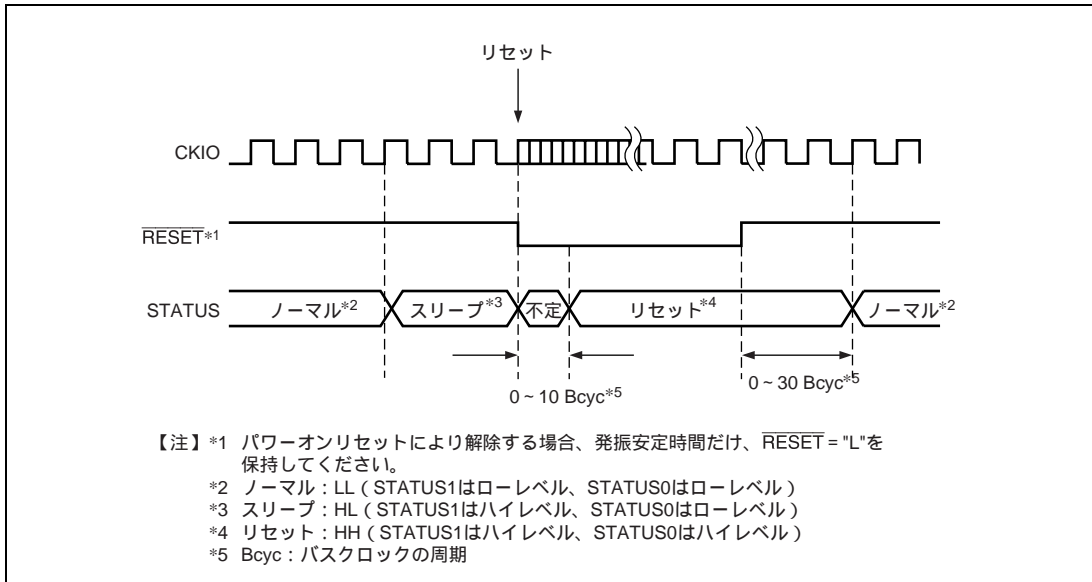 リセット
CKIO
RESET*1
STATUS
ノーマル*2
スリープ*3
不定
リセット*4
ノーマル*2
0 ~ 10 Bcyc*5
0 ~ 30 Bcyc*5
【注】*1 パワーオンリセットにより解除する場合、発振安定時間だけ、RESET = "L"を
保持してください。
*2 ノーマル : LL ( STATUS1はローレベル、STATUS0はローレベル )
*3 スリープ : HL ( STATUS1はハイレベル、STATUS0はローレベル )
*4 リセット : HH ( STATUS1はハイレベル、STATUS0はハイレベル )
*5 Bcyc : バスクロックの周期